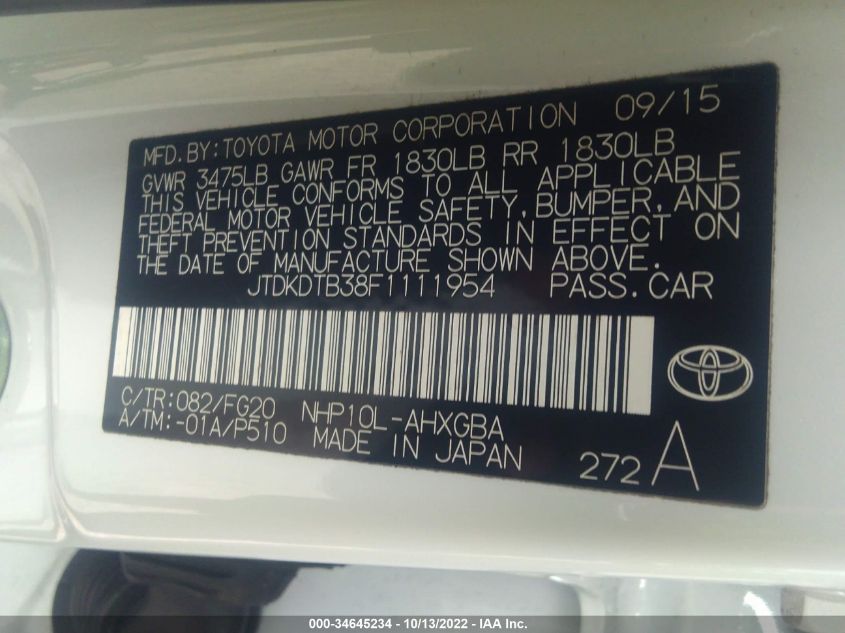 MFD.BY:TOYOTA MOTOR CORPORATION 09/15
GVWR 3475LB GAWR FR 1830LB RR 1830LB
THIS VEHICLE CONFORMS TO ALL APPLICABLE
FEDERAL MOTOR VEHICLE SAFETY,BUMPER,AND
THEFT PREVENTION STANDARDS IN EFFECT ON
THE DATE OF MANUFACTURE SHOWN ABOVE.
JTDKDTB38F1111954 PASS.CAR
C/TR:082/FG20 NHP10L-AHXGBA
A/TM:-01A/P510 MADE IN JAPAN
272A
000-34645234 - 10/13/2022 - IAA Inc.